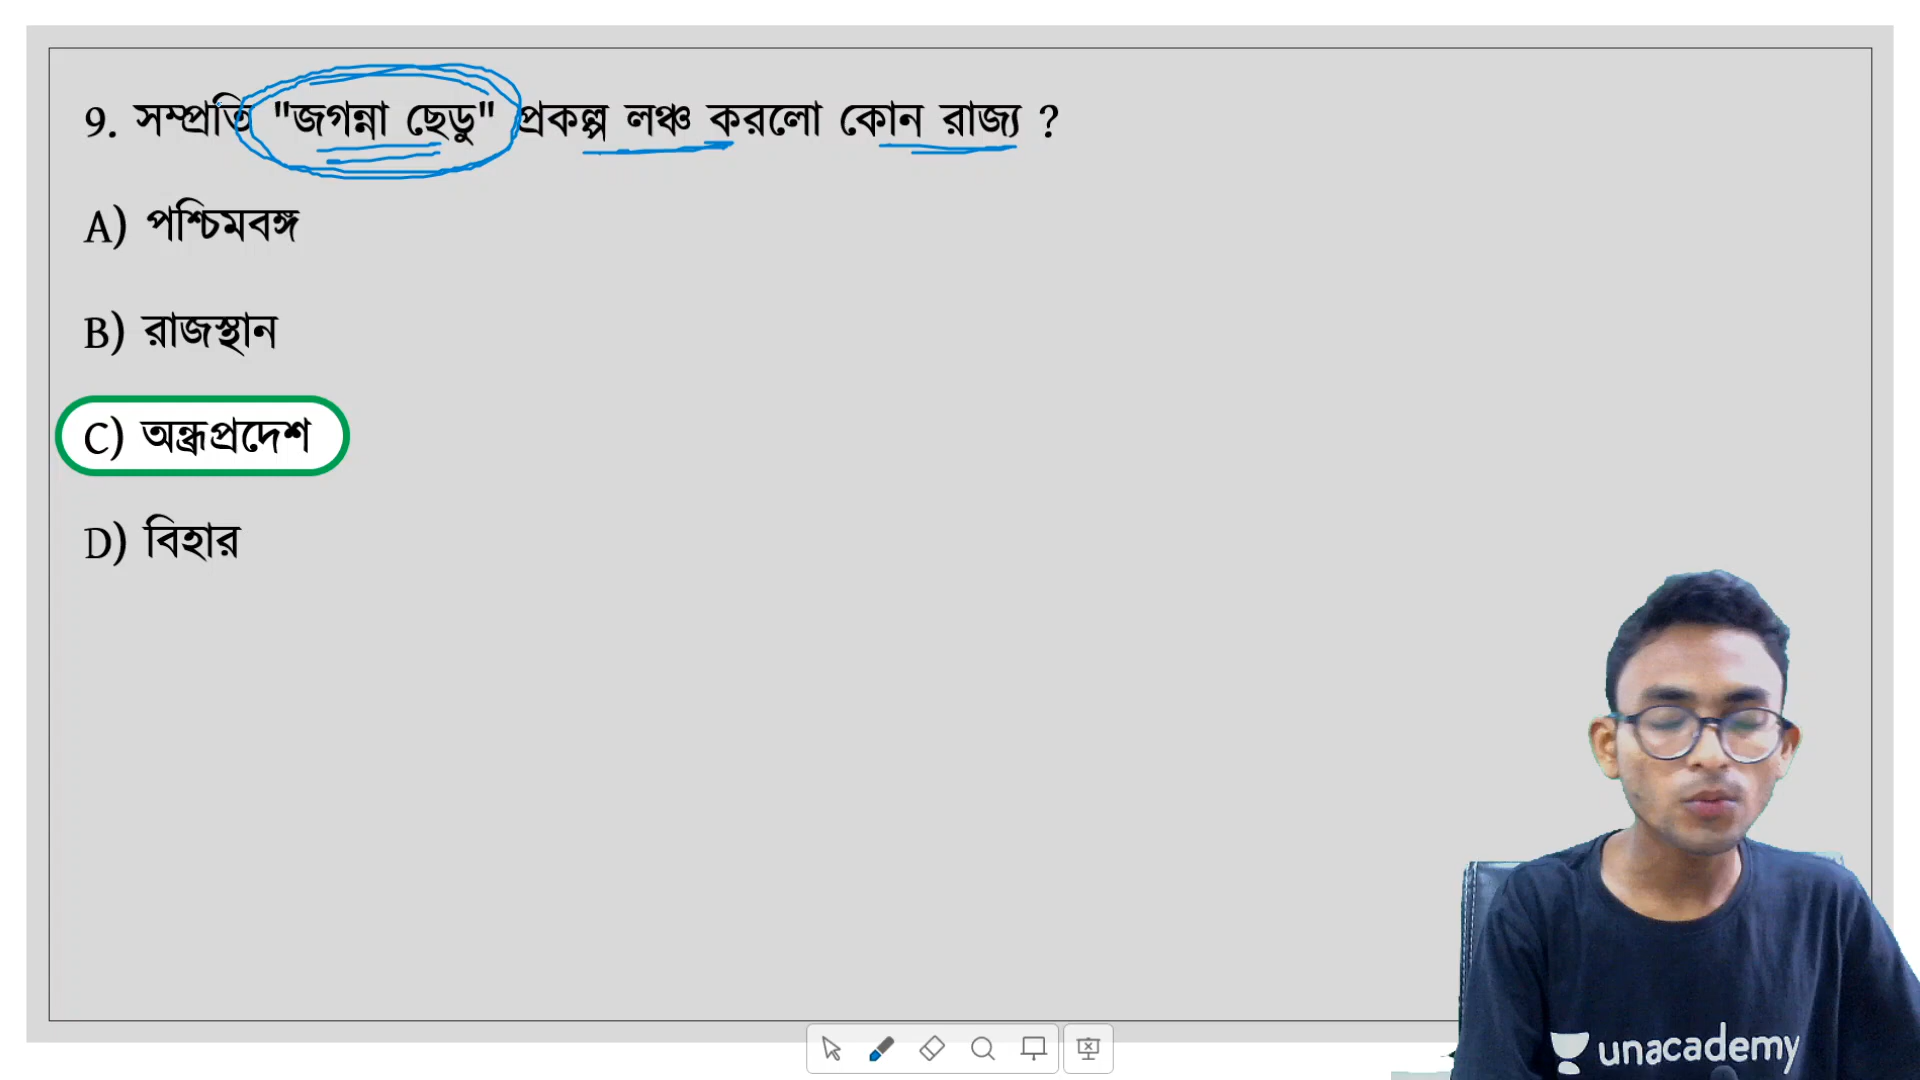 9. সম্প্রতি "জগন্না ছেডু" প্রকল্প লঞ্চ করলো কোন রাজ্য ?
A) পশ্চিমবঙ্গ
B) রাজস্থান
C) অন্ধ্রপ্রদেশ
D) বিহার
unacademy